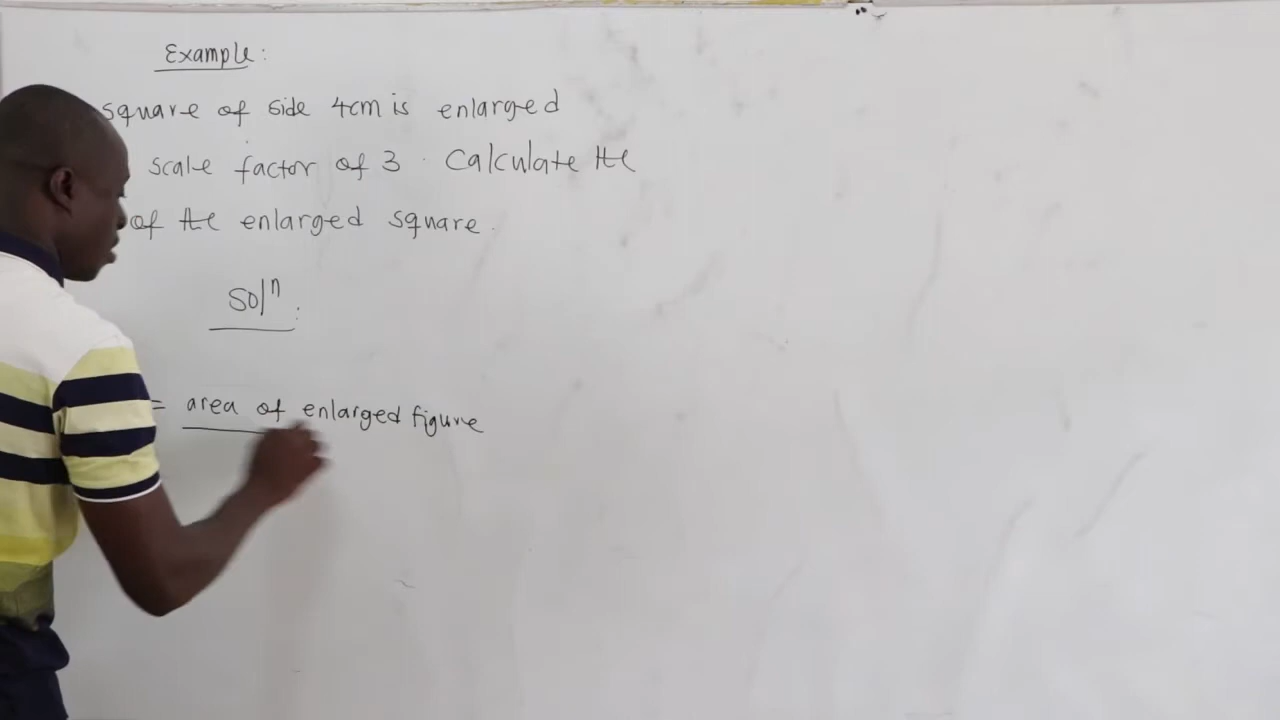 Example:
square of side 4cm is enlarged
scale factor of 3. Calculate the
of the enlarged square.
Solⁿ:
= area of enlarged figure